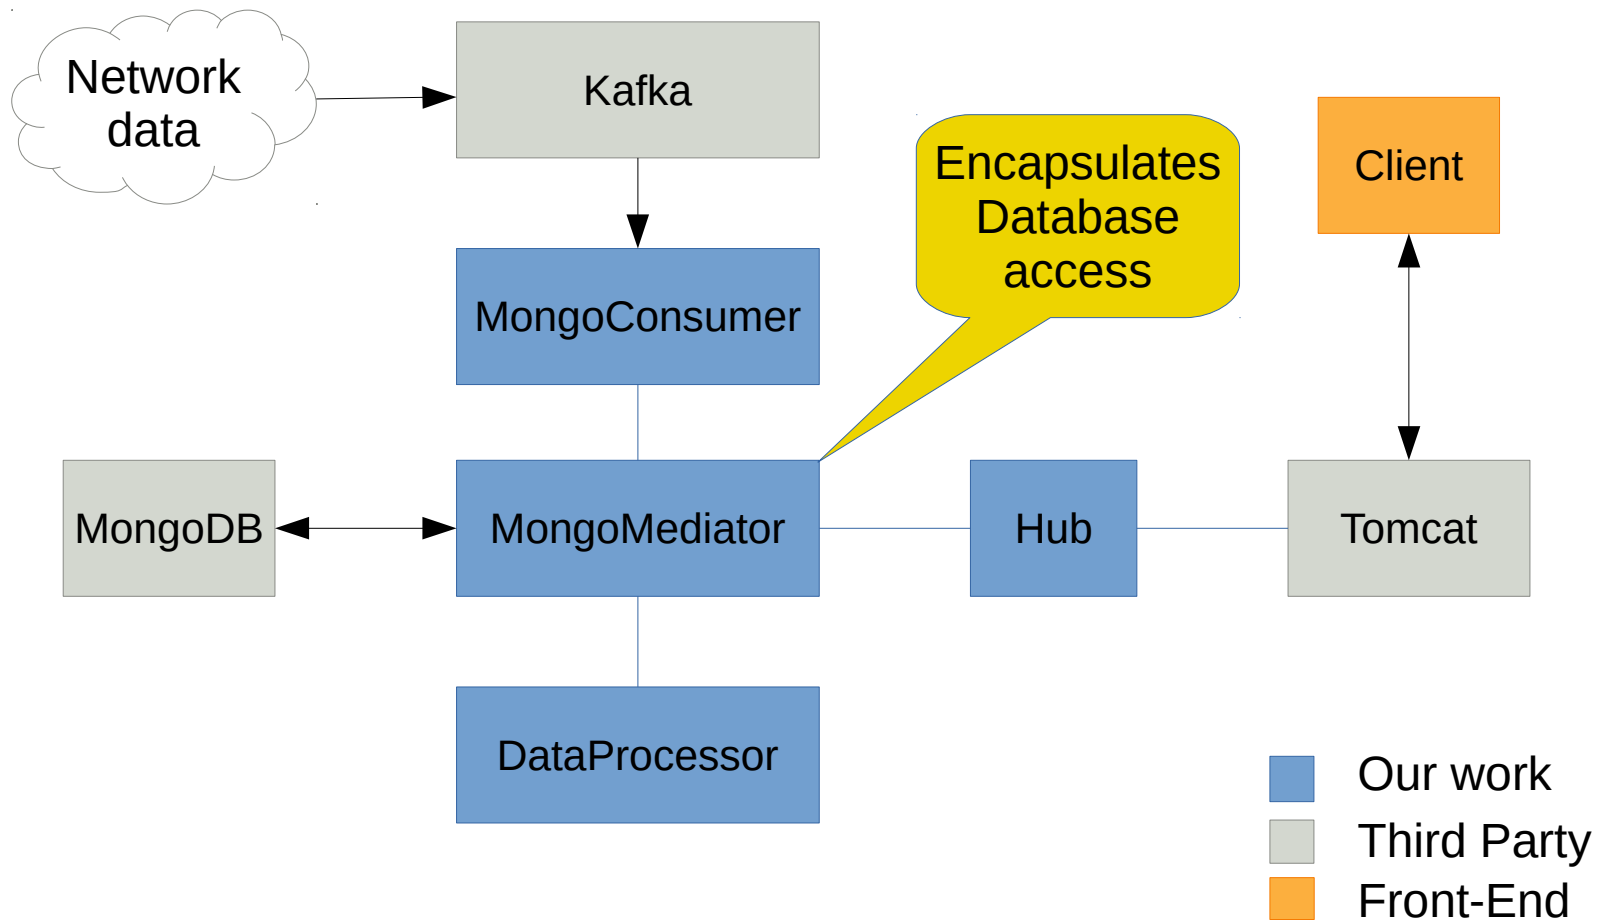 Network
data
Kafka
Encapsulates
Database
access
Client
MongoConsumer
MongoDB
MongoMediator
Hub
Tomcat
DataProcessor
Our work
Third Party
Front-End